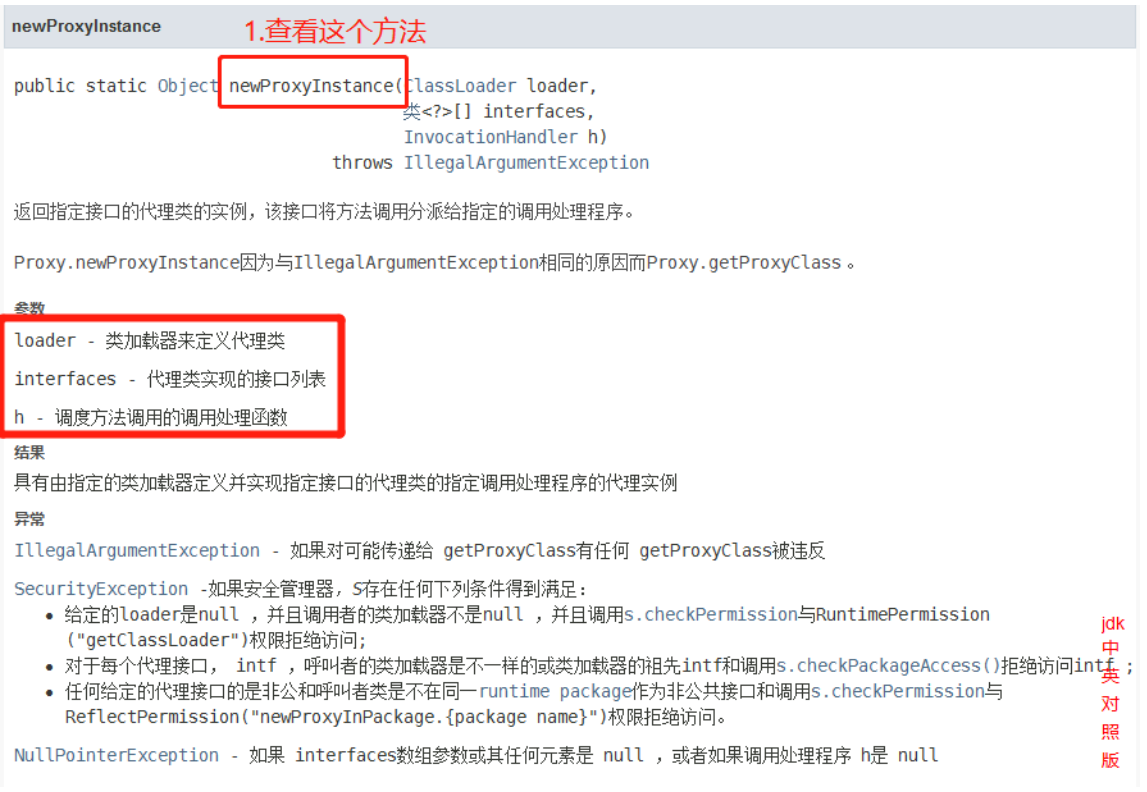 newProxyInstance
1.查看这个方法
public static Object newProxyInstance(ClassLoader loader,
类<?>[] interfaces,
InvocationHandler h)
throws IllegalArgumentException
返回指定接口的代理类的实例，该接口将方法调用分派给指定的调用处理程序。
Proxy.newProxyInstance因为与IllegalArgumentException相同的原因而Proxy.getProxyClass 。
参数
loader - 类加载器来定义代理类
interfaces - 代理类实现的接口列表
h - 调度方法调用的调用处理函数
结果
具有由指定的类加载器定义并实现指定接口的代理类的指定调用处理程序的代理实例
异常
IllegalArgumentException - 如果对可能传递给 getProxyClass有任何 getProxyClass被违反
SecurityException -如果安全管理器，S存在任何下列条件得到满足：
• 给定的loader是null ，并且调用者的类加载器不是null ，并且调用s.checkPermission与RuntimePermission
("getClassLoader")权限拒绝访问;
• 对于每个代理接口， intf ，呼叫者的类加载器是不一样的或类加载器的祖先intf和调用s.checkPackageAccess()拒绝访问intf ;
• 任何给定的代理接口的是非公和呼叫者类是不在同一runtime package作为非公共接口和调用s.checkPermission与
ReflectPermission("newProxyInPackage.{package name}")权限拒绝访问。
NullPointerException - 如果 interfaces数组参数或其任何元素是 null ，或者如果调用处理程序 h是 null
jdk
中
英
对
照
版